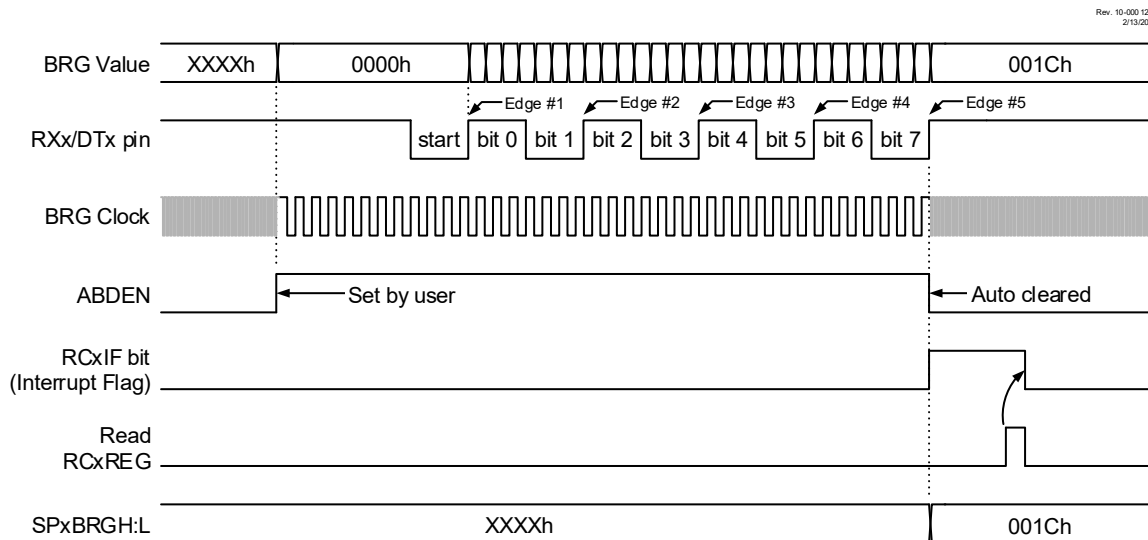 Rev. 10-000 12
2/13/20
BRG Value XXXXh 0000h 001Ch
Edge #1 Edge #2 Edge #3 Edge #4 Edge #5
RXx/DTx pin start bit 0 bit 1 bit 2 bit 3 bit 4 bit 5 bit 6 bit 7
BRG Clock
ABDEN Set by user Auto cleared
RCxIF bit
(Interrupt Flag)
Read
RCxREG
SPxBRGH:L XXXXh 001Ch